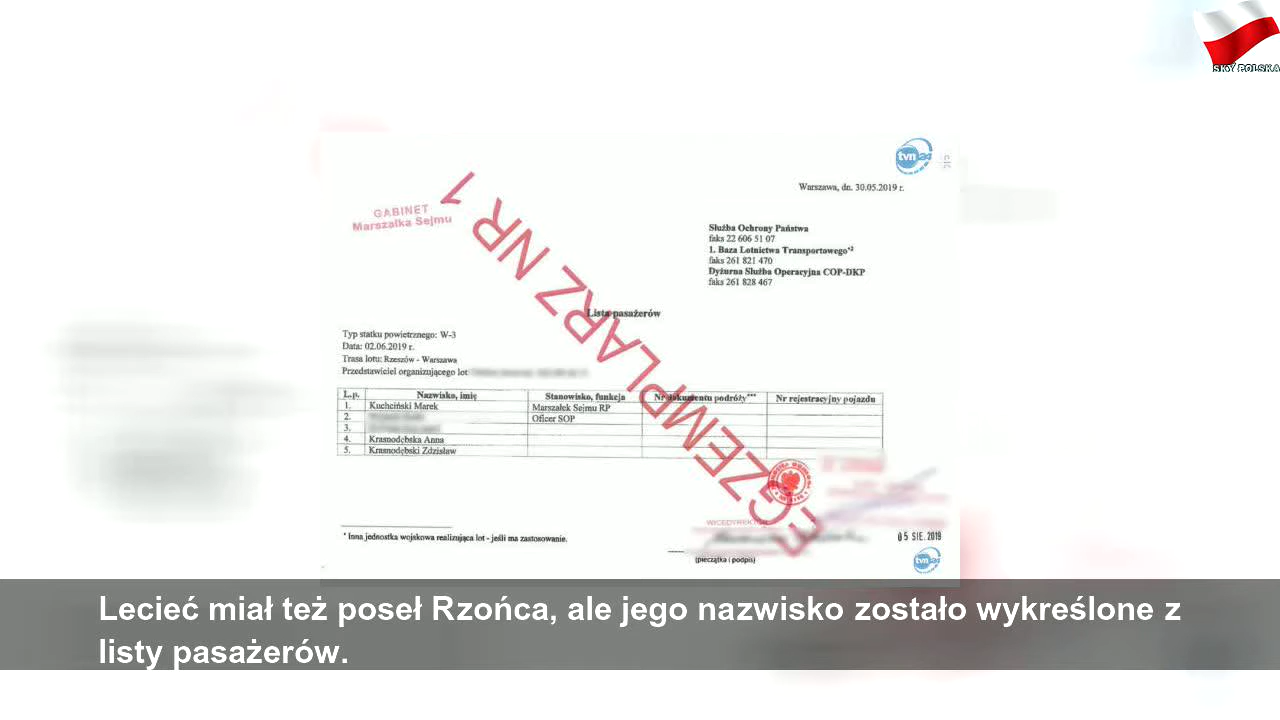 SKY POLSKA
tvn24
Warszawa, dn. 30.05.2019 r.
GABINET
Marszałka Sejmu
Służba Ochrony Państwa
faks 22 606 51 07
1. Baza Lotnictwa Transportowego*²
faks 261 821 470
Dyżurna Służba Operacyjna COP-DKP
faks 261 828 467
EGZEMPLARZ NR 1
Lista pasażerów
Typ statku powietrznego: W-3
Data: 02.06.2019 r.
Trasa lotu: Rzeszów - Warszawa
Przedstawiciel organizującego lot
L.p. Nazwisko, imię Stanowisko, funkcja Nr dokumentu podróży*** Nr rejestracyjny pojazdu
1. Kuchciński Marek Marszałek Sejmu RP
2. Oficer SOP
3.
4. Krasnodębska Anna
5. Krasnodębski Zdzisław
WICEDYREKTOR
* Inna jednostka wojskowa realizująca lot - jeśli ma zastosowanie.
05 SIE. 2019
(pieczątka i podpis)
tvn24
Lecieć miał też poseł Rzońca, ale jego nazwisko zostało wykreślone z
listy pasażerów.